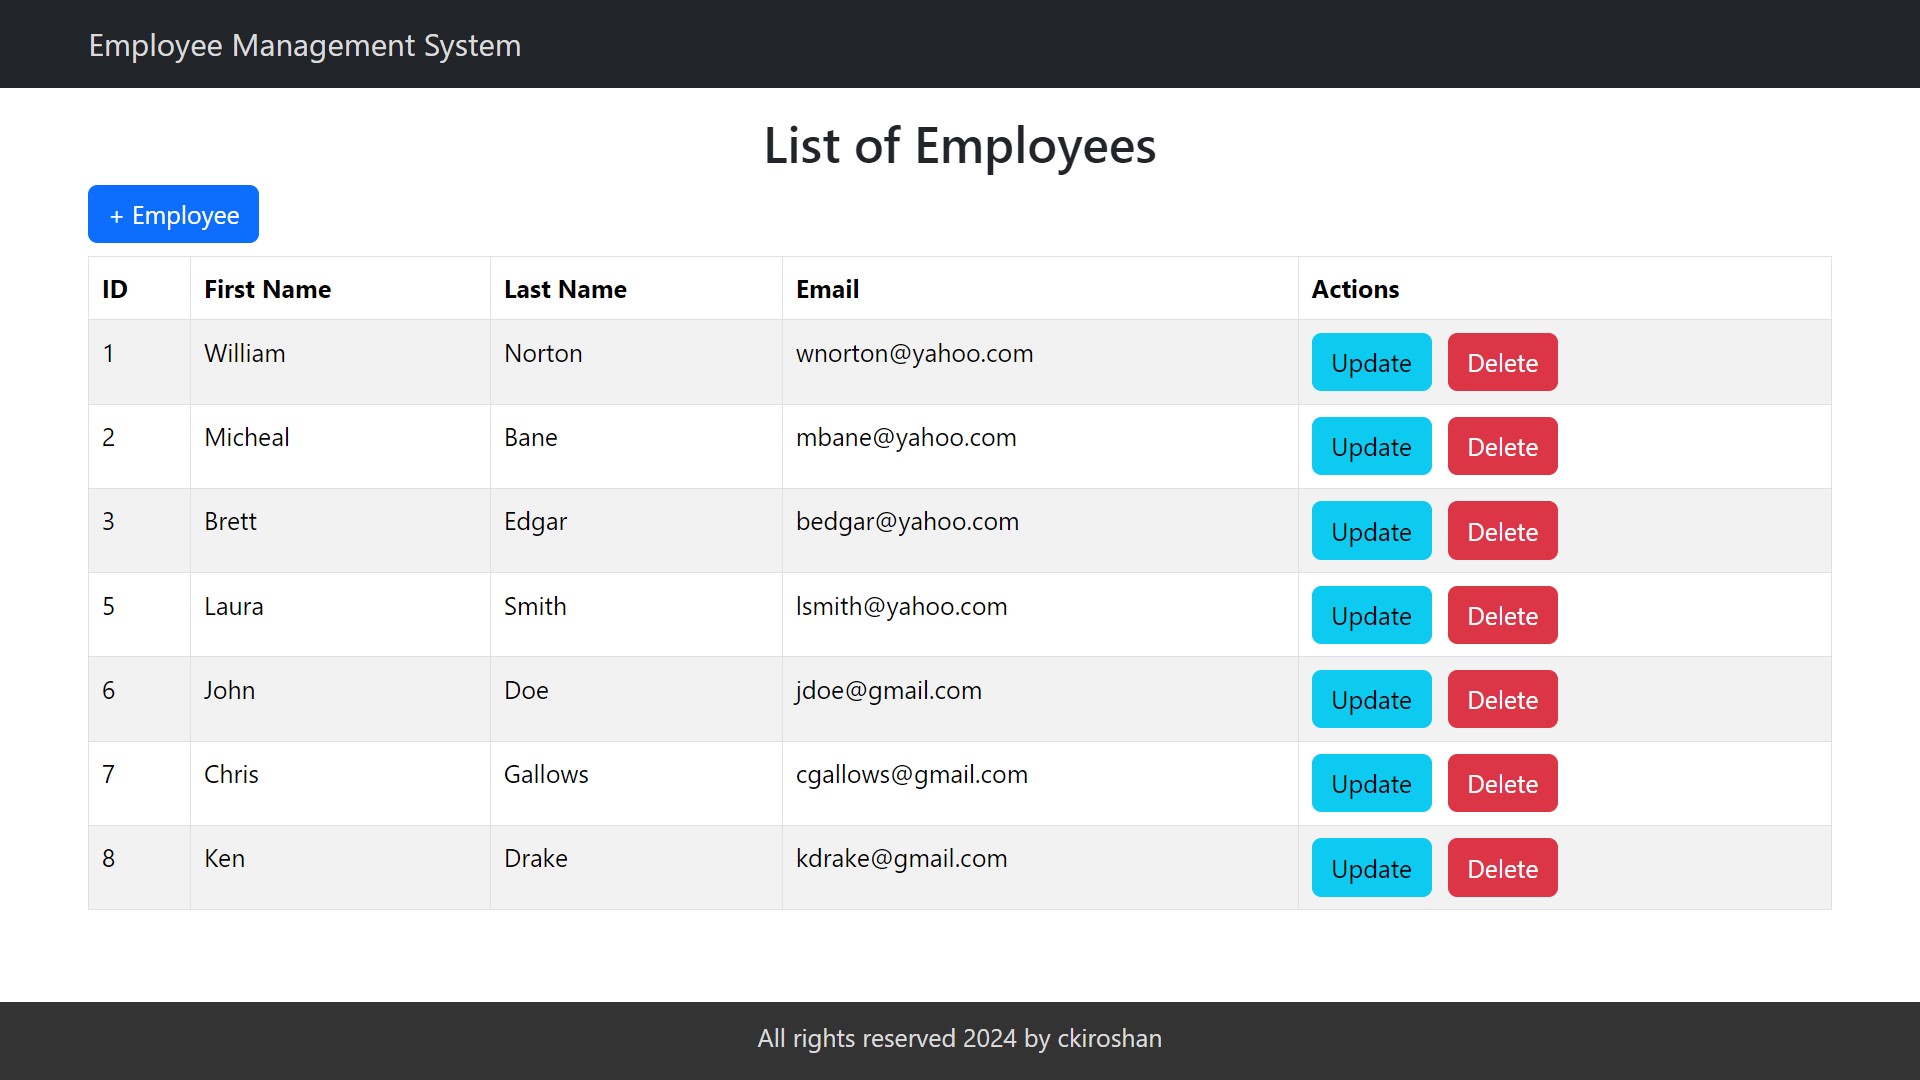 Employee Management System
List of Employees
+ Employee
ID First Name Last Name Email Actions
1 William Norton wnorton@yahoo.com Update Delete
2 Micheal Bane mbane@yahoo.com Update Delete
3 Brett Edgar bedgar@yahoo.com Update Delete
5 Laura Smith lsmith@yahoo.com Update Delete
6 John Doe jdoe@gmail.com Update Delete
7 Chris Gallows cgallows@gmail.com Update Delete
8 Ken Drake kdrake@gmail.com Update Delete
All rights reserved 2024 by ckiroshan